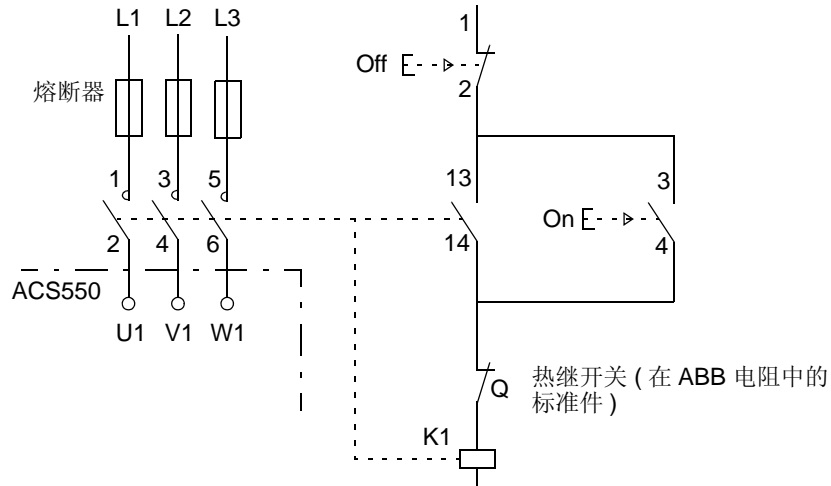 L1 L2 L3
熔断器
1 3 5
2 4 6
ACS550
U1 V1 W1
1
Off
2
13
3
On
14
4
Q
热继开关 ( 在 ABB 电阻中的
标准件 )
K1